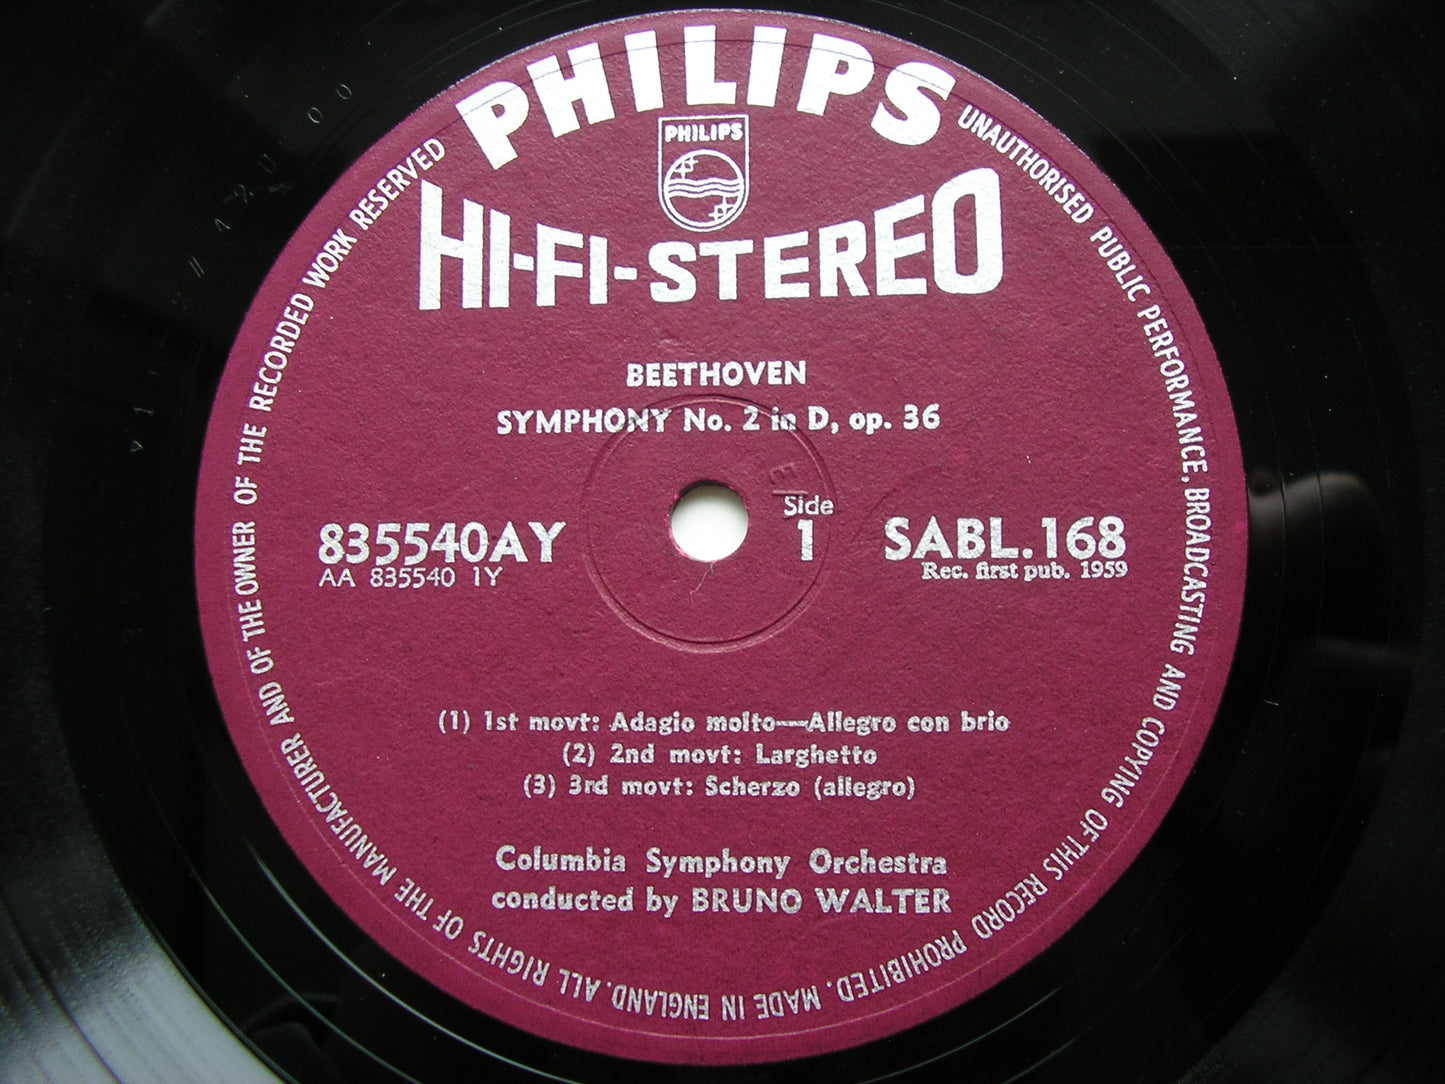 PHILIPS
PHILIPS
HI-FI-STEREO
BEETHOVEN
SYMPHONY No. 2 in D, op. 36
835540AY
AA 835540 1Y
Side
1
SABL.168
Rec. first pub. 1959
(1) 1st movt: Adagio molto—Allegro con brio
(2) 2nd movt: Larghetto
(3) 3rd movt: Scherzo (allegro)
Columbia Symphony Orchestra
conducted by BRUNO WALTER
ALL RIGHTS OF THE MANUFACTURER AND OF THE OWNER OF THE RECORDED WORK RESERVED
UNAUTHORISED PUBLIC PERFORMANCE, BROADCASTING AND COPYING OF THIS RECORD PROHIBITED. MADE IN ENGLAND.